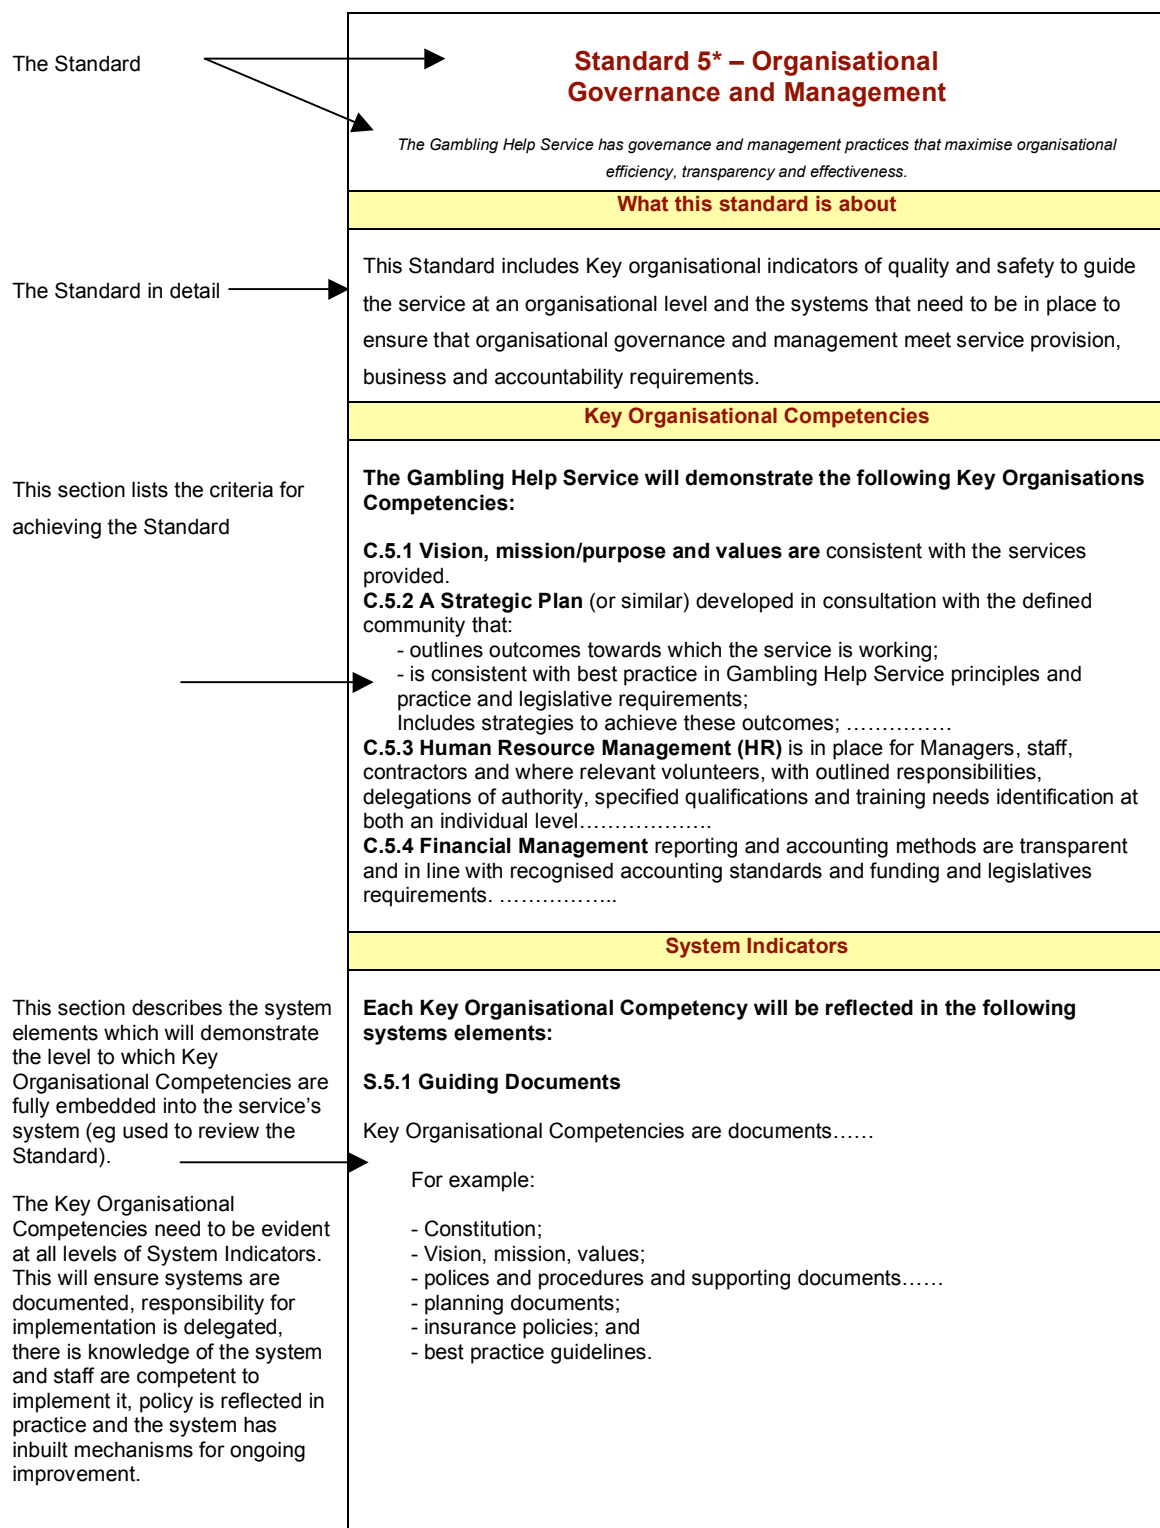 The Standard
Standard 5* – Organisational
Governance and Management
The Gambling Help Service has governance and management practices that maximise organisational
efficiency, transparency and effectiveness.
What this standard is about
The Standard in detail
This Standard includes Key organisational indicators of quality and safety to guide
the service at an organisational level and the systems that need to be in place to
ensure that organisational governance and management meet service provision,
business and accountability requirements.
Key Organisational Competencies
This section lists the criteria for
achieving the Standard
The Gambling Help Service will demonstrate the following Key Organisations
Competencies:
C.5.1 Vision, mission/purpose and values are consistent with the services
provided.
C.5.2 A Strategic Plan (or similar) developed in consultation with the defined
community that:
- outlines outcomes towards which the service is working;
- is consistent with best practice in Gambling Help Service principles and
practice and legislative requirements;
Includes strategies to achieve these outcomes; ……………
C.5.3 Human Resource Management (HR) is in place for Managers, staff,
contractors and where relevant volunteers, with outlined responsibilities,
delegations of authority, specified qualifications and training needs identification at
both an individual level……………….
C.5.4 Financial Management reporting and accounting methods are transparent
and in line with recognised accounting standards and funding and legislatives
requirements. ……………..
System Indicators
This section describes the system
elements which will demonstrate
the level to which Key
Organisational Competencies are
fully embedded into the service’s
system (eg used to review the
Standard).
The Key Organisational
Competencies need to be evident
at all levels of System Indicators.
This will ensure systems are
documented, responsibility for
implementation is delegated,
there is knowledge of the system
and staff are competent to
implement it, policy is reflected in
practice and the system has
inbuilt mechanisms for ongoing
improvement.
Each Key Organisational Competency will be reflected in the following
systems elements:
S.5.1 Guiding Documents
Key Organisational Competencies are documents……
For example:
- Constitution;
- Vision, mission, values;
- polices and procedures and supporting documents……
- planning documents;
- insurance policies; and
- best practice guidelines.